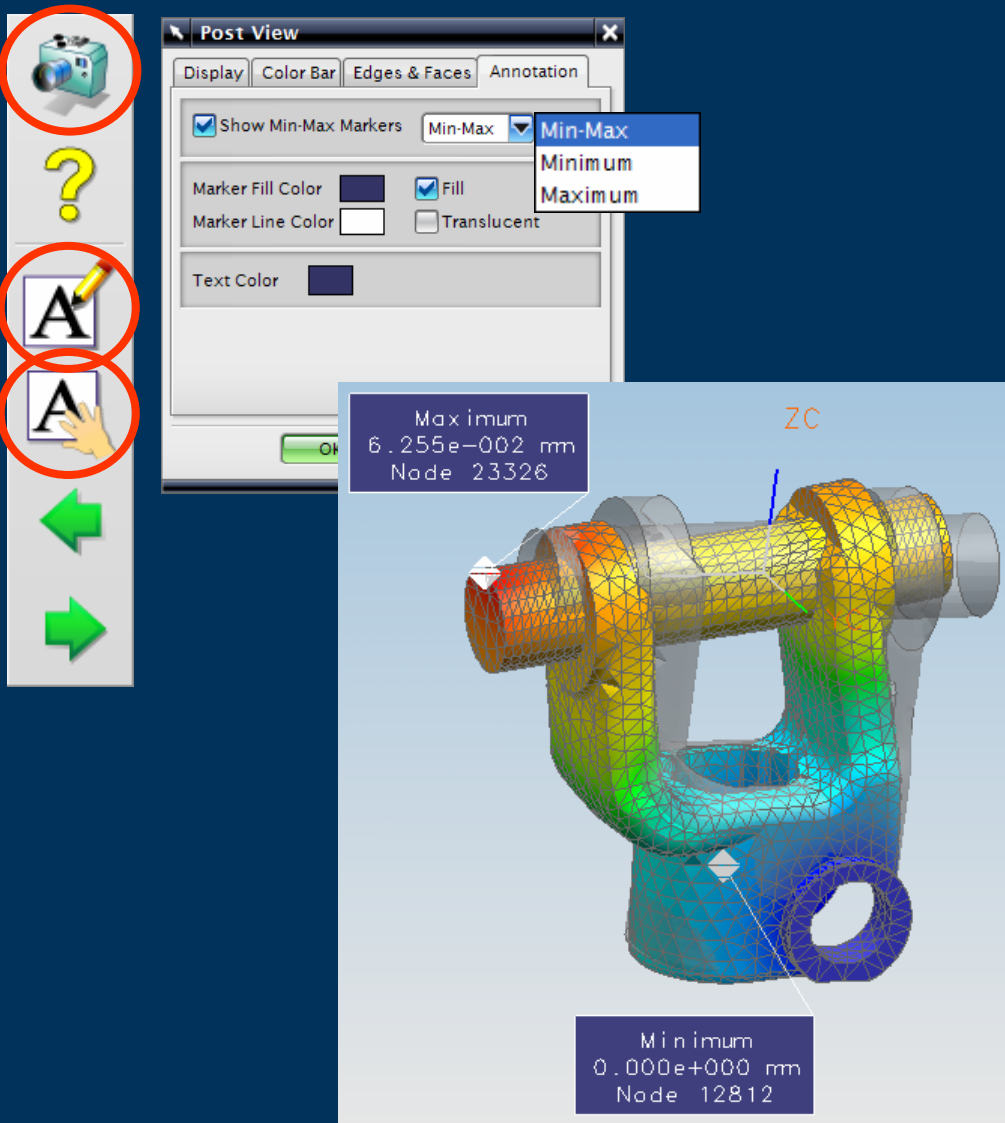 Post View
Display Color Bar Edges & Faces Annotation
Show Min-Max Markers Min-Max
Min-Max
Minimum
Maximum
Marker Fill Color Fill
Marker Line Color Translucent
Text Color
A
A
Maximum
6.255e-002 mm
Node 23326
ZC
Minimum
0.000e+000 mm
Node 12812